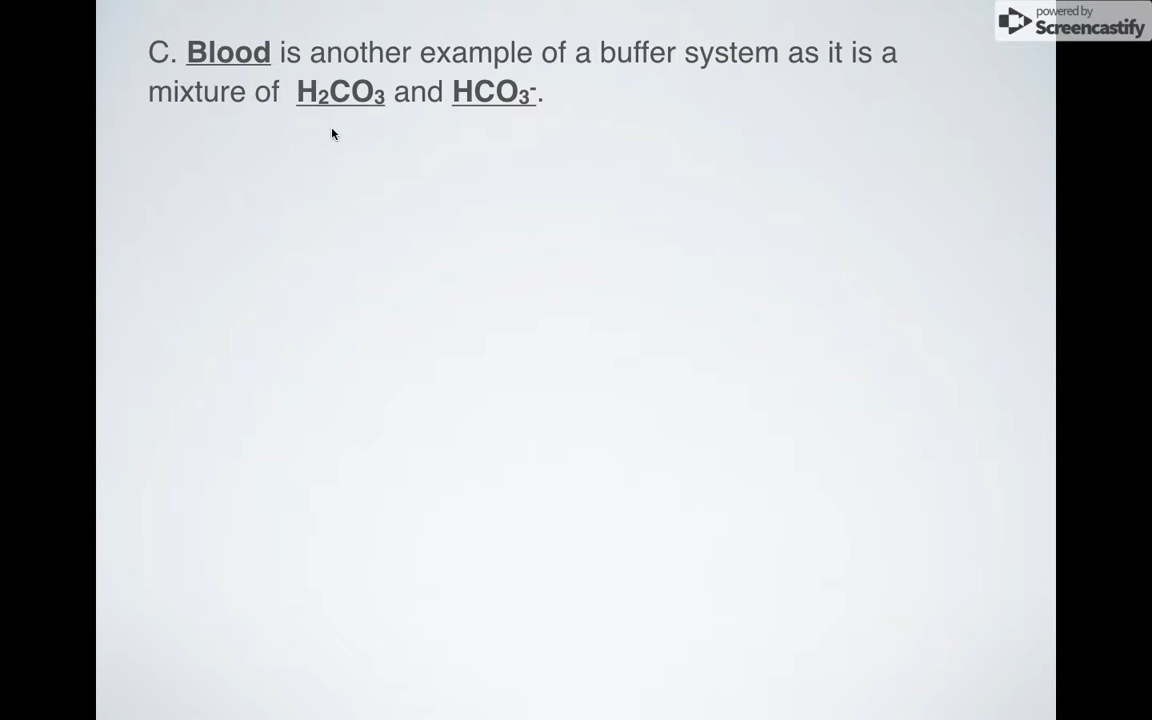 powered by
Screencastify
C. Blood is another example of a buffer system as it is a
mixture of H₂CO₃ and HCO₃⁻.